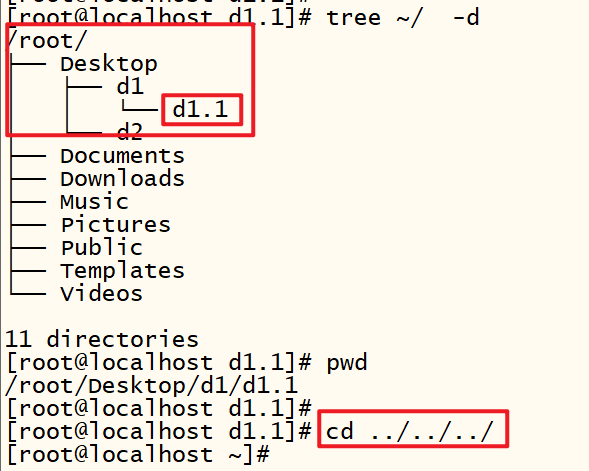 [root@localhost d1.1]#
[root@localhost d1.1]# tree ~/  -d
/root/
├── Desktop
│   ├── d1
│   │   └── d1.1
│   └── d2
├── Documents
├── Downloads
├── Music
├── Pictures
├── Public
├── Templates
└── Videos

11 directories
[root@localhost d1.1]# pwd
/root/Desktop/d1/d1.1
[root@localhost d1.1]#
[root@localhost d1.1]# cd ../../../
[root@localhost ~]#